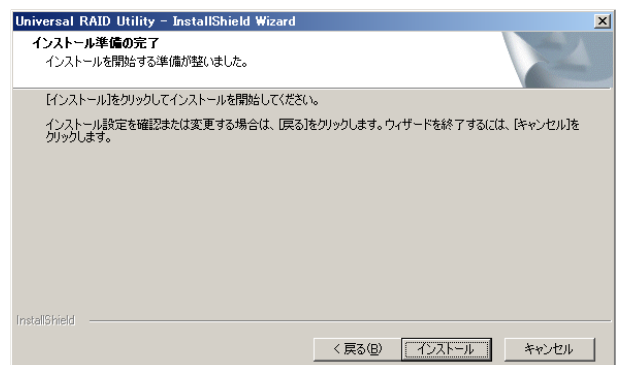 Universal RAID Utility - InstallShield Wizard
インストール準備の完了
インストールを開始する準備が整いました。
[インストール]をクリックしてインストールを開始してください。
インストール設定を確認または変更する場合は、[戻る]をクリックします。ウィザードを終了するには、[キャンセル]を
クリックします。
InstallShield
< 戻る(B)
インストール
キャンセル